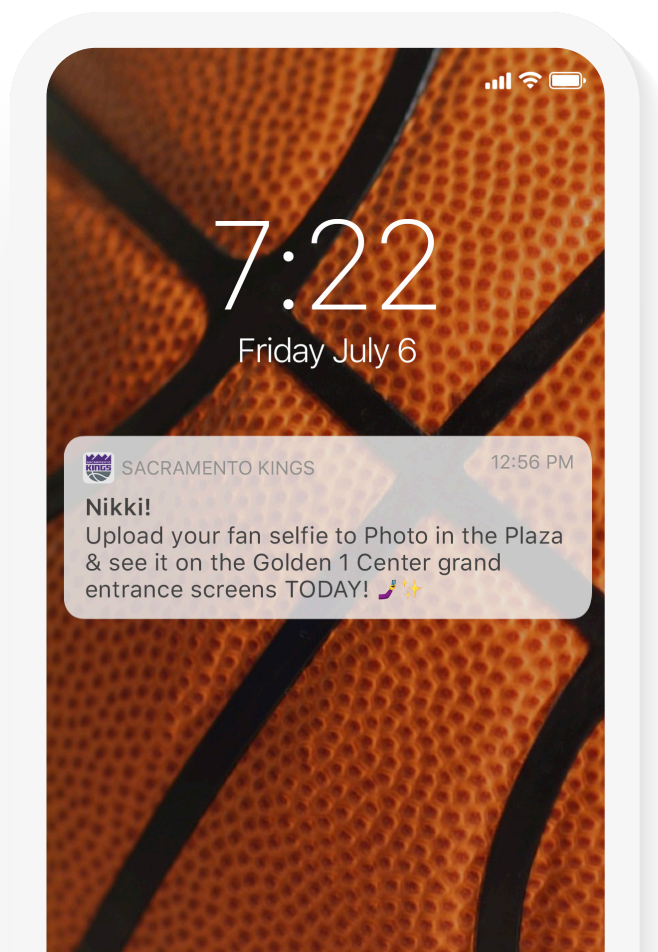 7:22
Friday July 6
KINGS
SACRAMENTO KINGS
12:56 PM
Nikki!
Upload your fan selfie to Photo in the Plaza
& see it on the Golden 1 Center grand
entrance screens TODAY! 🤳✨